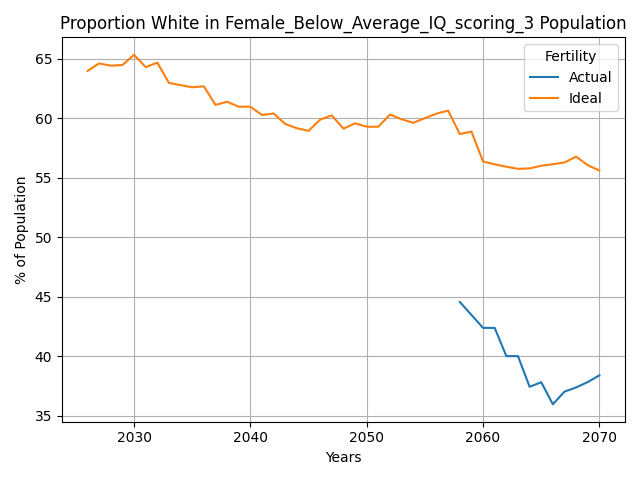 Proportion White in Female_Below_Average_IQ_scoring_3 Population
Fertility
Actual
Ideal
% of Population
65
60
55
50
45
40
35
2030 2040 2050 2060 2070
Years